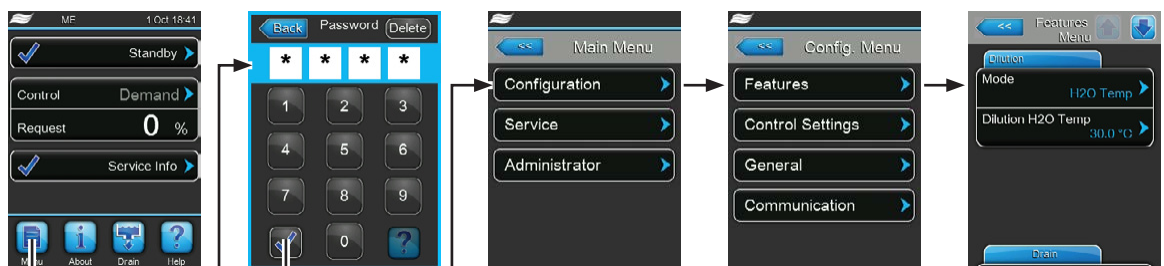 ME 1 Oct 18:41
Standby
Control Demand
Request 0 %
Service Info
Menu About Drain Help
Back Password Delete
* * * *
1 2 3
4 5 6
7 8 9
0 ?
<< Main Menu
Configuration
Service
Administrator
<< Config. Menu
Features
Control Settings
General
Communication
<< Features
Menu
Dilution
Mode
H2O Temp
Dilution H2O Temp
30.0 °C
Drain